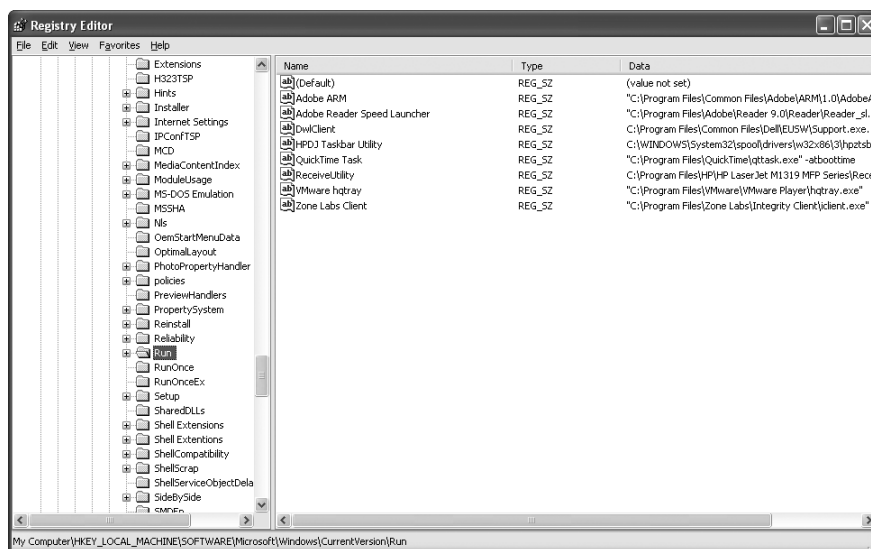 Registry Editor
File Edit View Favorites Help
Extensions
H323TSP
Hints
Installer
Internet Settings
IPConfTSP
MCD
MediaContentIndex
ModuleUsage
MS-DOS Emulation
MSSHA
Nls
OemStartMenuData
OptimalLayout
PhotoPropertyHandler
policies
PreviewHandlers
PropertySystem
Reinstall
Reliability
Run
RunOnce
RunOnceEx
Setup
SharedDLLs
Shell Extensions
Shell Extentions
ShellCompatibility
ShellScrap
ShellServiceObjectDela
SideBySide
Name Type Data
(Default) REG_SZ (value not set)
Adobe ARM REG_SZ "C:\Program Files\Common Files\Adobe\ARM\1.0\AdobeA
Adobe Reader Speed Launcher REG_SZ "C:\Program Files\Adobe\Reader 9.0\Reader\Reader_sl.
DwlClient REG_SZ C:\Program Files\Common Files\Dell\EUSW\Support.exe.
HPDJ Taskbar Utility REG_SZ C:\WINDOWS\System32\spool\drivers\w32x86\3\hpztsb
QuickTime Task REG_SZ "C:\Program Files\QuickTime\qttask.exe" -atboottime
ReceiveUtility REG_SZ C:\Program Files\HP\HP LaserJet M1319 MFP Series\Rece
VMware hqtray REG_SZ "C:\Program Files\VMware\VMware Player\hqtray.exe"
Zone Labs Client REG_SZ "C:\Program Files\Zone Labs\Integrity Client\iclient.exe"
My Computer\HKEY_LOCAL_MACHINE\SOFTWARE\Microsoft\Windows\CurrentVersion\Run